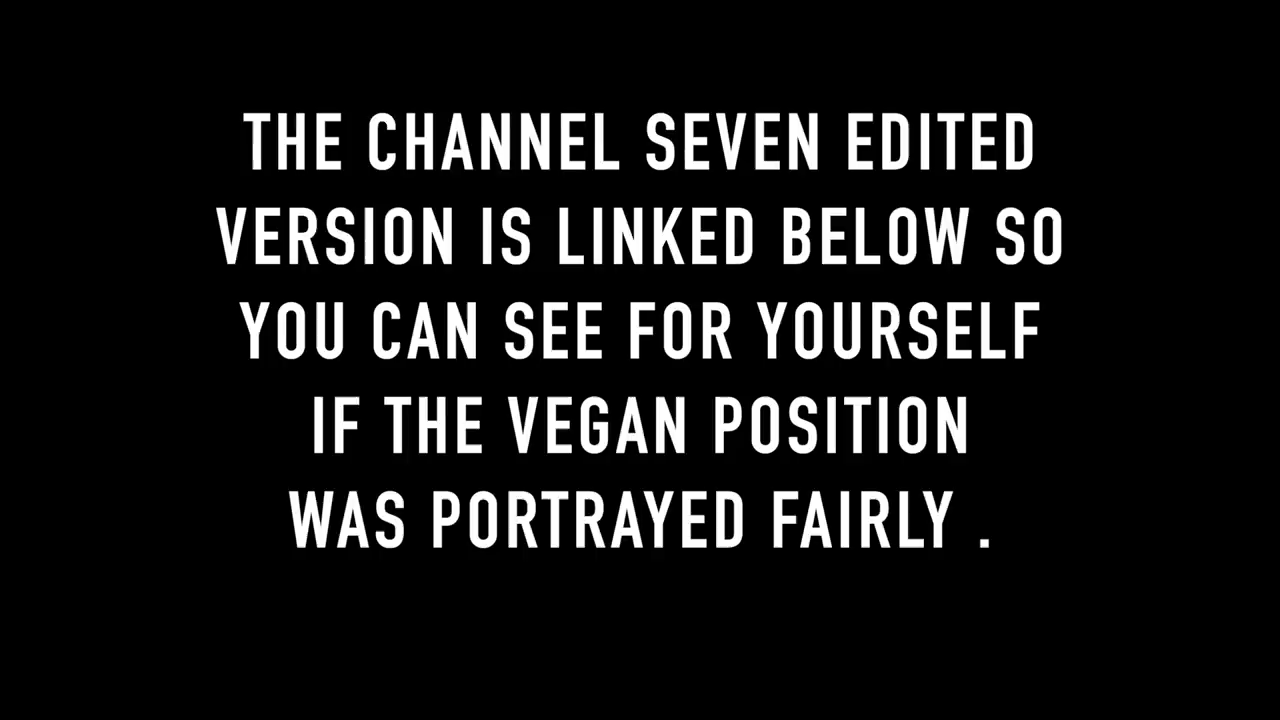 THE CHANNEL SEVEN EDITED
VERSION IS LINKED BELOW SO
YOU CAN SEE FOR YOURSELF
IF THE VEGAN POSITION
WAS PORTRAYED FAIRLY .